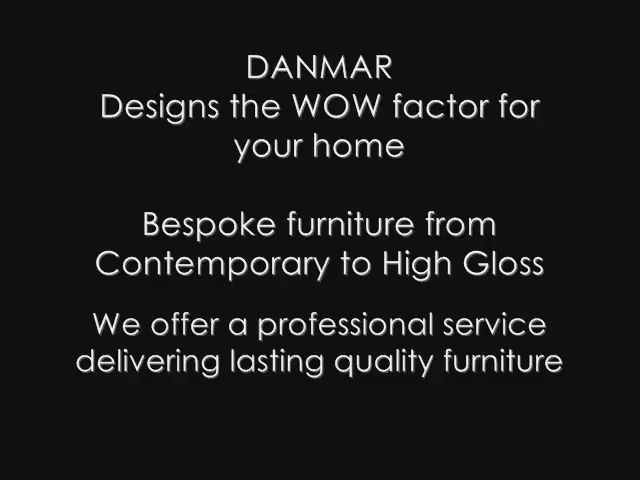 DANMAR
Designs the WOW factor for
your home
Bespoke furniture from
Contemporary to High Gloss
We offer a professional service
delivering lasting quality furniture